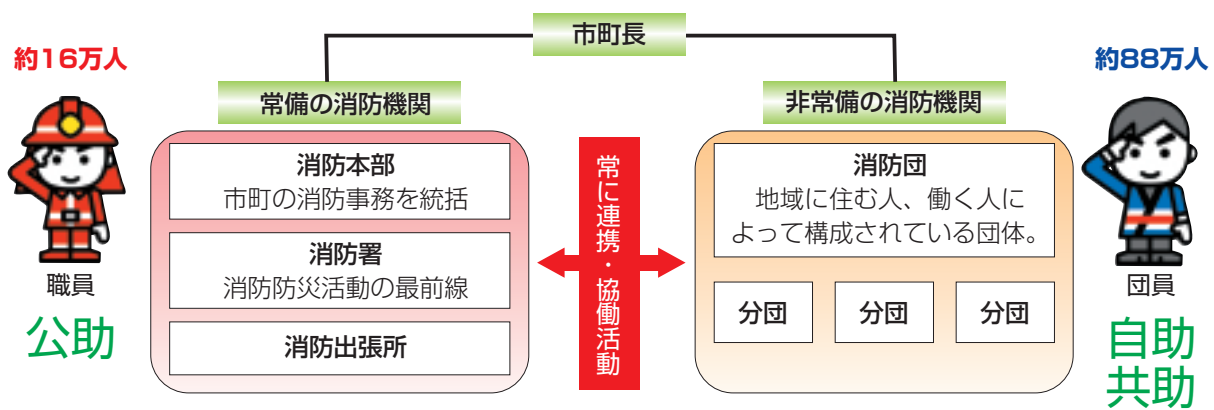 市町長
約16万人
常備の消防機関
消防本部
市町の消防事務を統括
消防署
消防防災活動の最前線
消防出張所
職員
公助
常に連携・協働活動
約88万人
非常備の消防機関
消防団
地域に住む人、働く人に
よって構成されている団体。
分団
分団
分団
団員
自助
共助